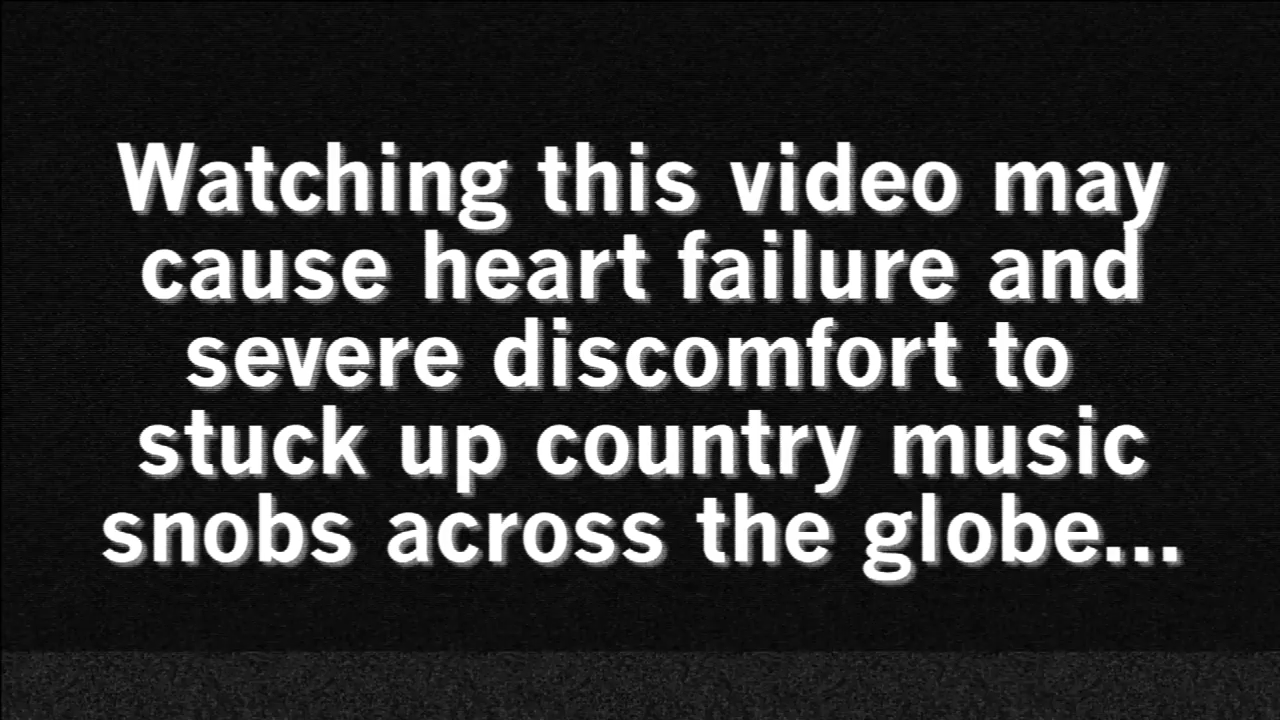 Watching this video may
cause heart failure and
severe discomfort to
stuck up country music
snobs across the globe...